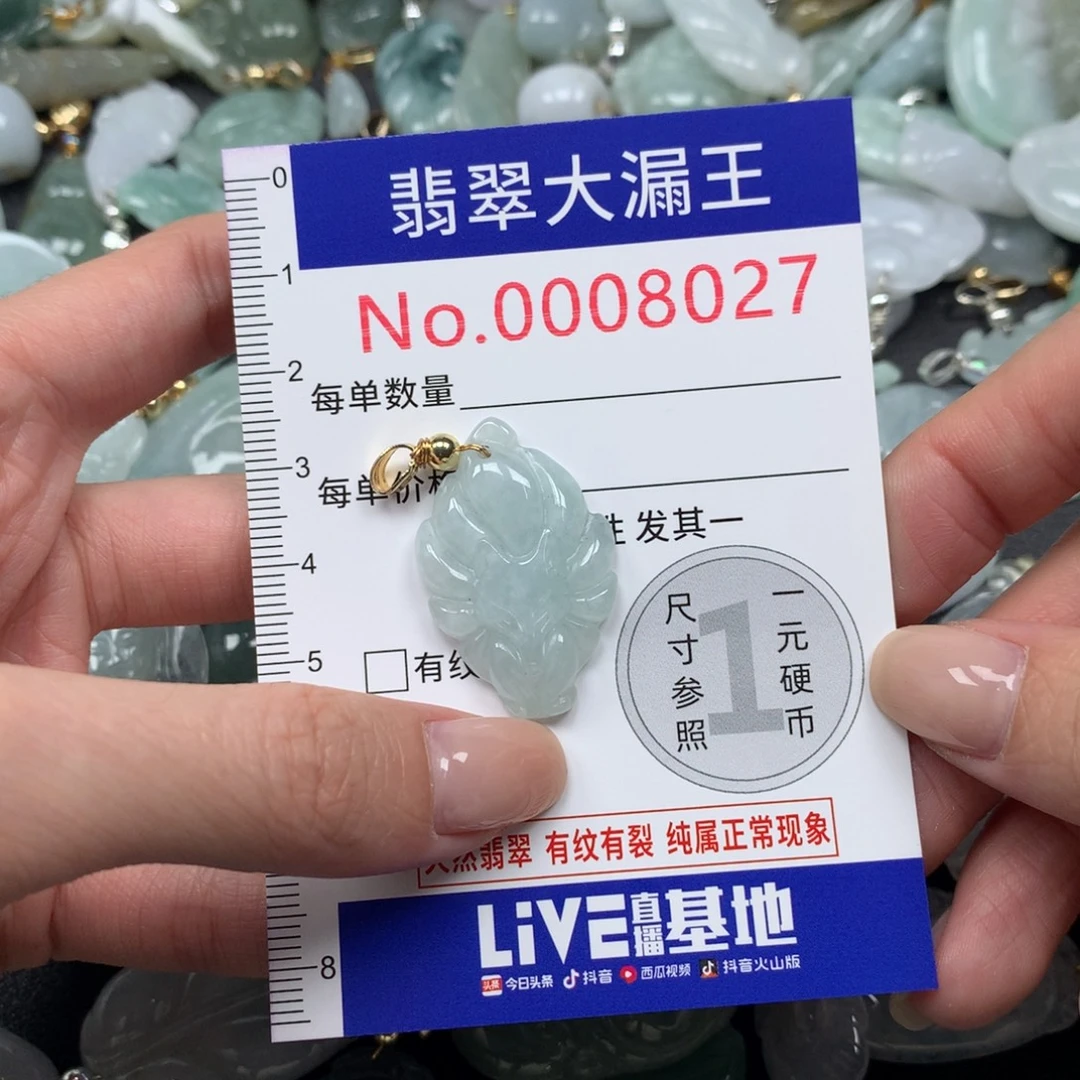 翡翠大漏王
0
No.0008027
1
2
每单数量
3
每单价
发其一
4
5
有纹
尺寸参照
1
一元硬币
然翡翠 有纹有裂 纯属正常现象
LiVE直播基地
8
头条 今日头条 抖音 西瓜视频 抖音火山版